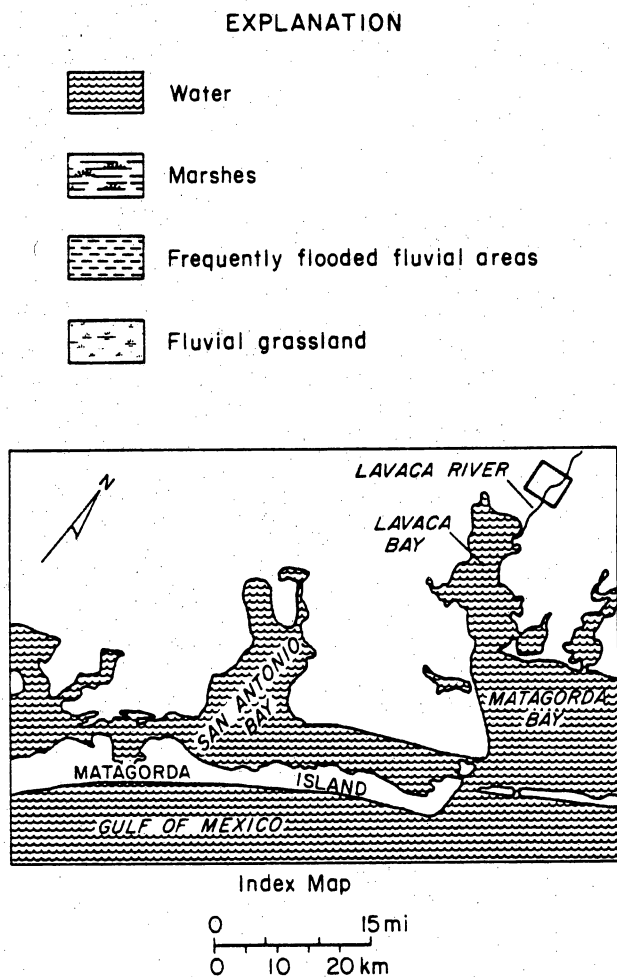 EXPLANATION
Water
Marshes
Frequently flooded fluvial areas
Fluvial grassland
N
LAVACA RIVER
LAVACA
BAY
SAN ANTONIO
BAY
MATAGORDA
BAY
MATAGORDA
ISLAND
GULF OF MEXICO
Index Map
0 15 mi
0 10 20 km